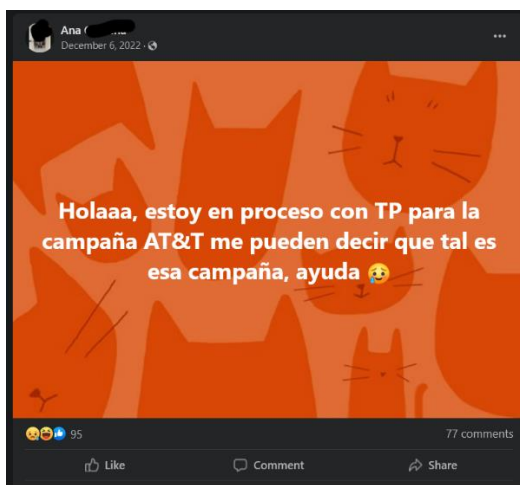 Ana
December 6, 2022
Holaaa, estoy en proceso con TP para la
campaña AT&T me pueden decir que tal es
esa campaña, ayuda 🥲
95
77 comments
Like
Comment
Share